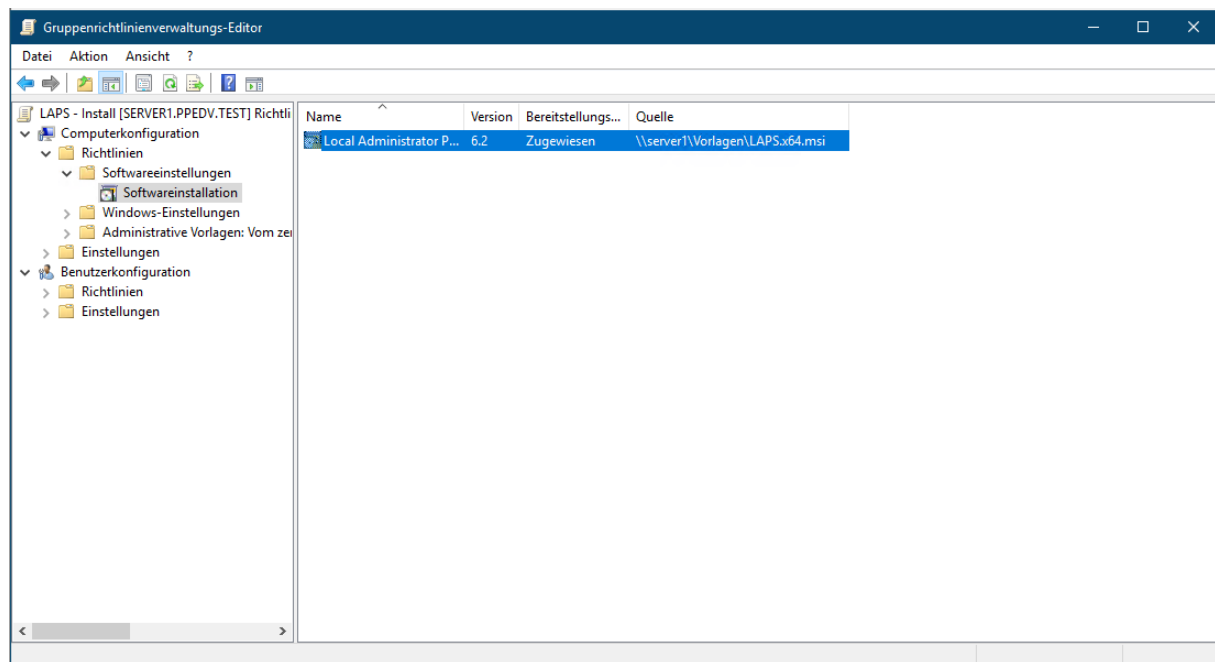 Gruppenrichtlinienverwaltungs-Editor
Datei Aktion Ansicht ?
LAPS - Install [SERVER1.PPEDV.TEST] Richtli
Computerkonfiguration
Richtlinien
Softwareeinstellungen
Softwareinstallation
Windows-Einstellungen
Administrative Vorlagen: Vom zei
Einstellungen
Benutzerkonfiguration
Richtlinien
Einstellungen
Name Version Bereitstellungs... Quelle
Local Administrator P... 6.2 Zugewiesen \\server1\Vorlagen\LAPS.x64.msi